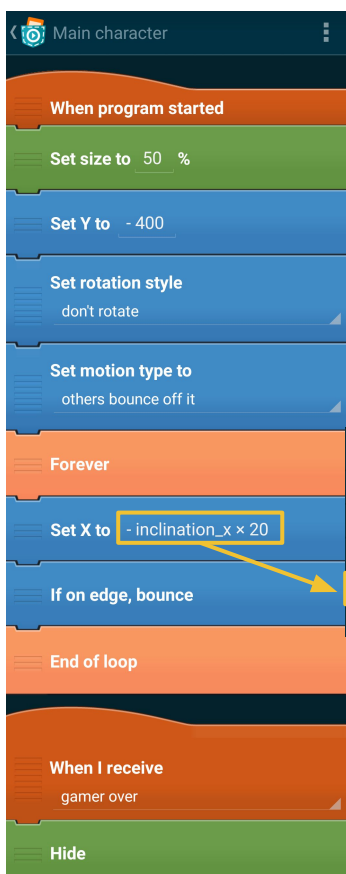 Main character
When program started
Set size to 50 %
Set Y to - 400
Set rotation style
don't rotate
Set motion type to
others bounce off it
Forever
Set X to - inclination_x × 20
If on edge, bounce
End of loop
When I receive
gamer over
Hide